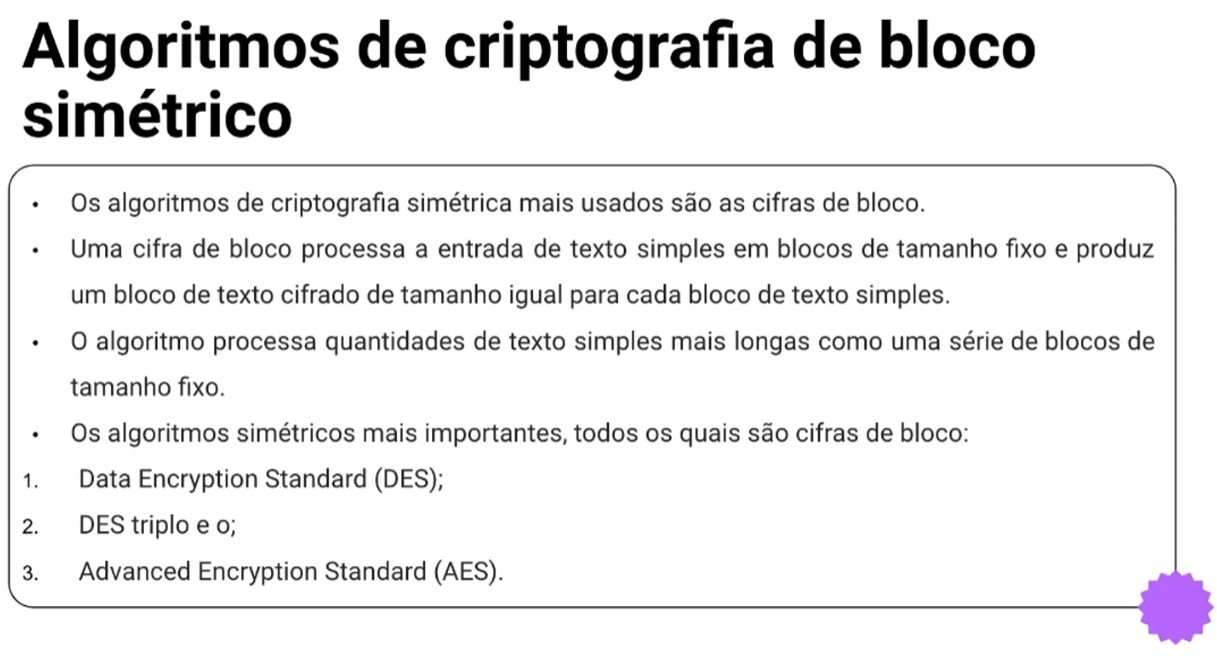 Algoritmos de criptografia de bloco
simétrico
• Os algoritmos de criptografia simétrica mais usados são as cifras de bloco.
• Uma cifra de bloco processa a entrada de texto simples em blocos de tamanho fixo e produz
um bloco de texto cifrado de tamanho igual para cada bloco de texto simples.
• O algoritmo processa quantidades de texto simples mais longas como uma série de blocos de
tamanho fixo.
• Os algoritmos simétricos mais importantes, todos os quais são cifras de bloco:
1. Data Encryption Standard (DES);
2. DES triplo e o;
3. Advanced Encryption Standard (AES).